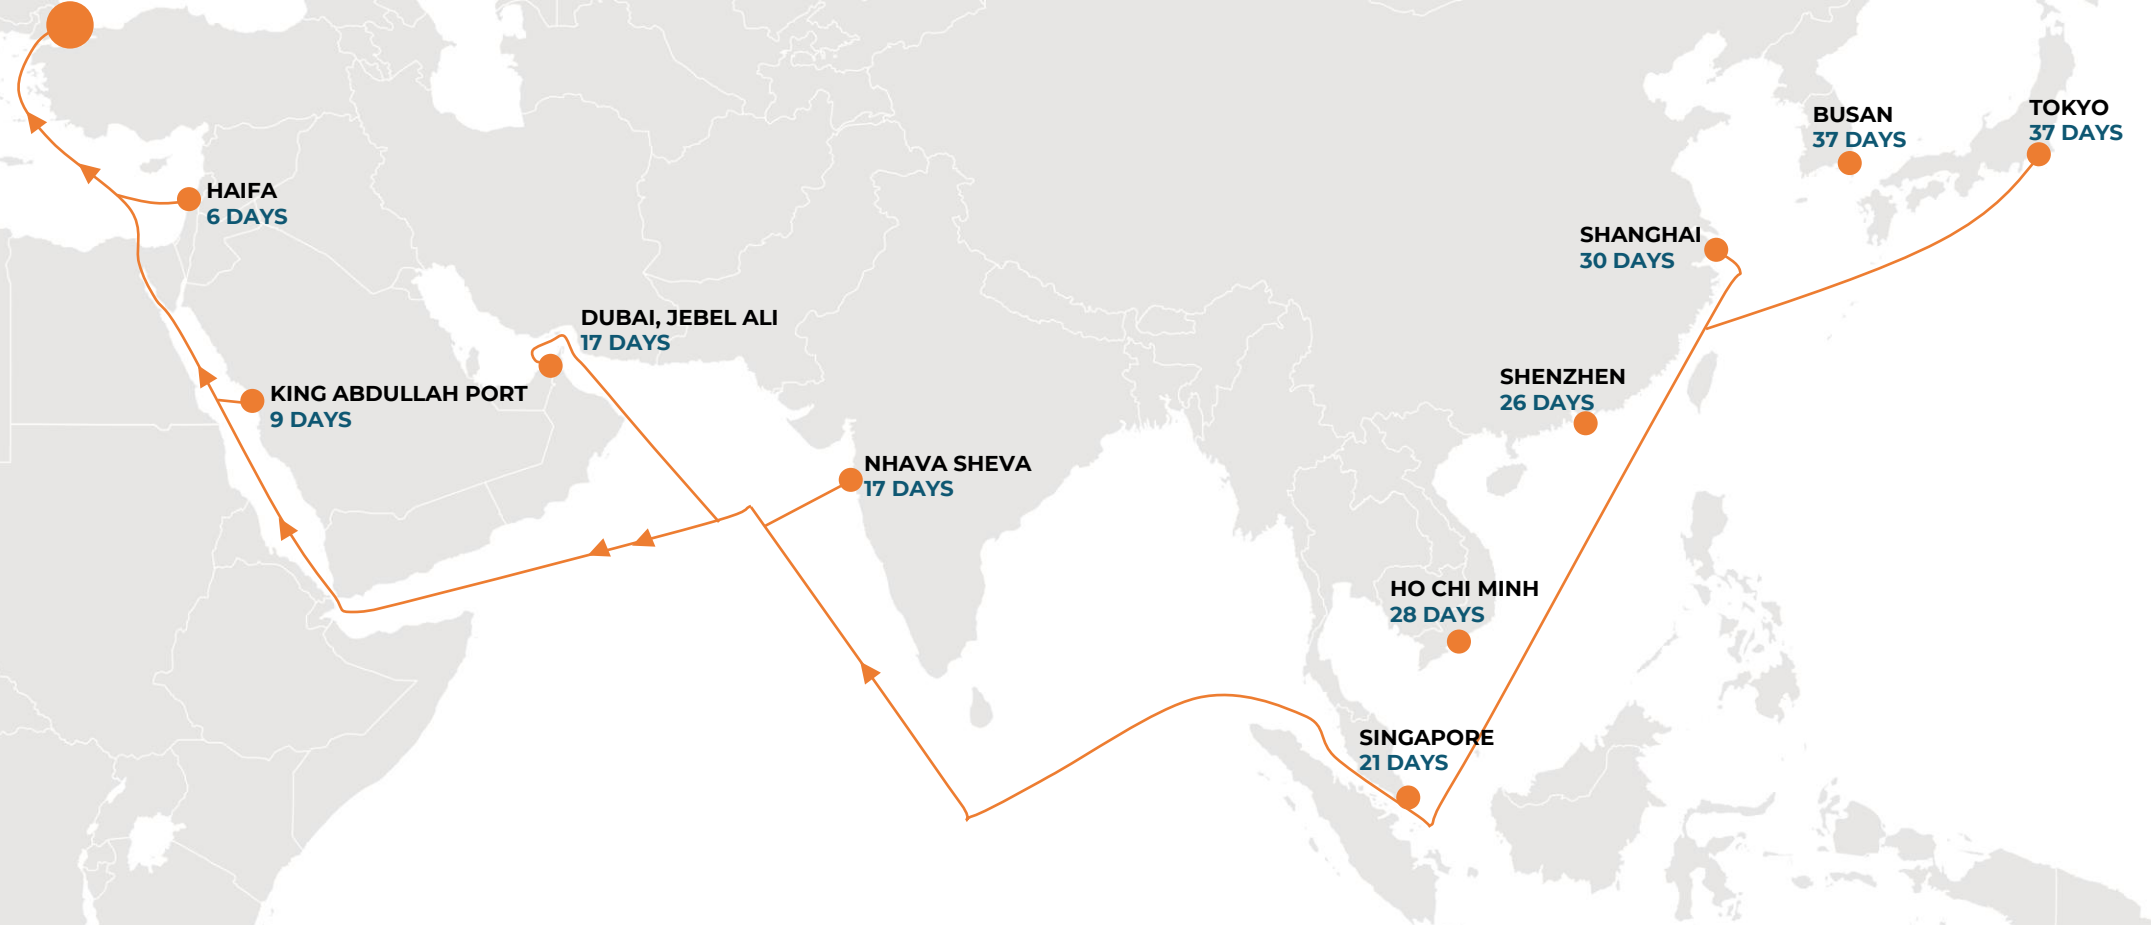 BUSAN
37 DAYS
TOKYO
37 DAYS
HAIFA
6 DAYS
SHANGHAI
30 DAYS
DUBAI, JEBEL ALI
17 DAYS
KING ABDULLAH PORT
9 DAYS
SHENZHEN
26 DAYS
NHAVA SHEVA
17 DAYS
HO CHI MINH
28 DAYS
SINGAPORE
21 DAYS